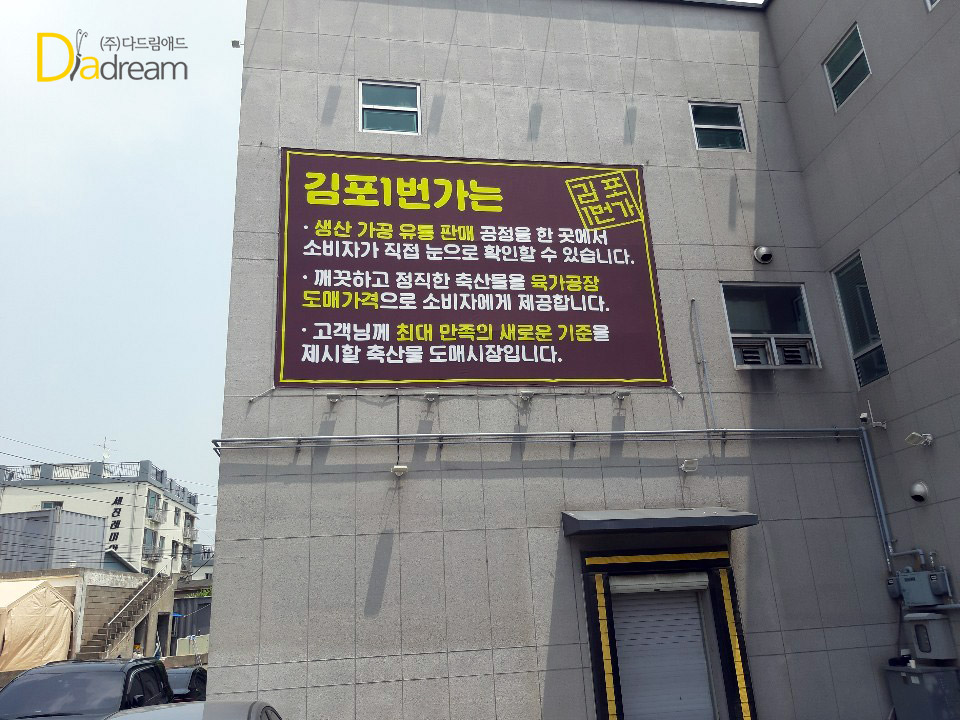 (주)다드림애드
Dadream
김포1번가는
김포
1번가
· 생산 가공 유통 판매 공정을 한 곳에서
소비자가 직접 눈으로 확인할 수 있습니다.
· 깨끗하고 정직한 축산물을 육가공장
도매가격으로 소비자에게 제공합니다.
· 고객님께 최대 만족의 새로운 기준을
제시할 축산물 도매시장입니다.